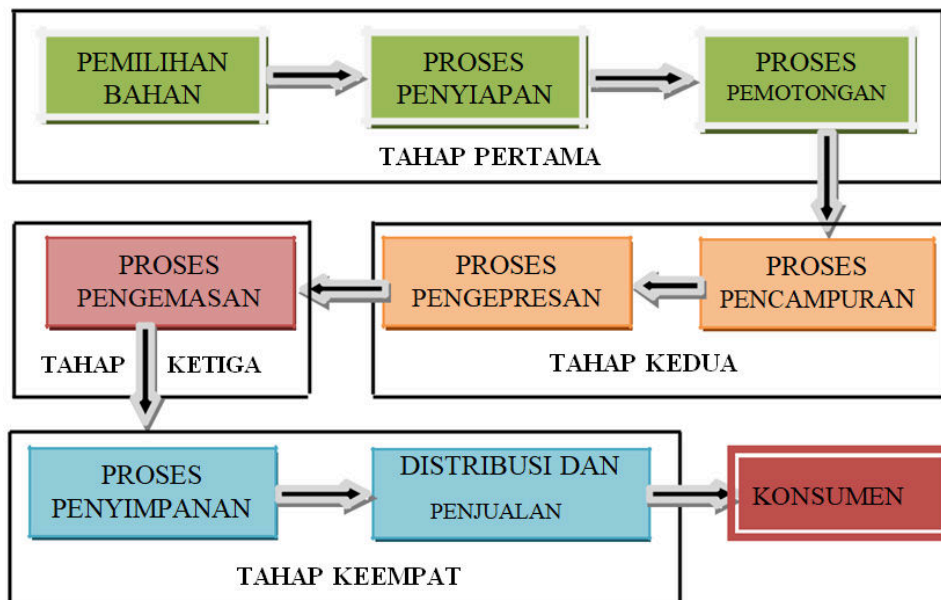 PEMILIHAN
BAHAN
PROSES
PENYIAPAN
PROSES
PEMOTONGAN
TAHAP PERTAMA
PROSES
PENCAMPURAN
PROSES
PENGEPRESAN
TAHAP KEDUA
PROSES
PENGEMASAN
TAHAP KETIGA
PROSES
PENYIMPANAN
DISTRIBUSI DAN
PENJUALAN
TAHAP KEEMPAT
KONSUMEN